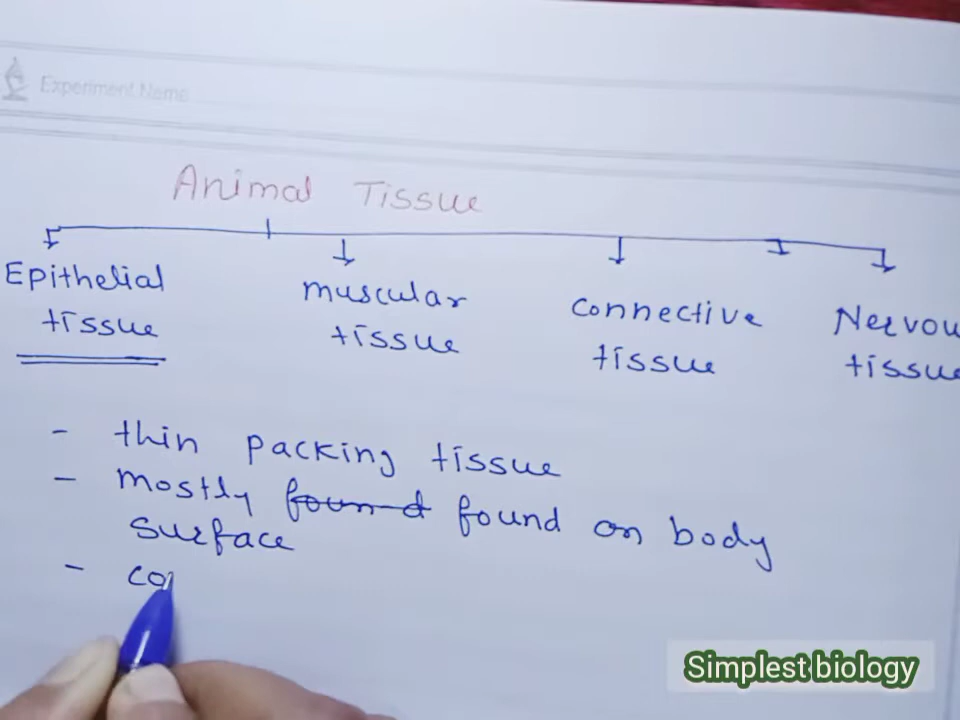 Experiment Name
Animal Tissue
Epithelial tissue
muscular tissue
connective tissue
Nervou tissue
- thin packing tissue
- mostly found found on body
surface
- co
Simplest biology